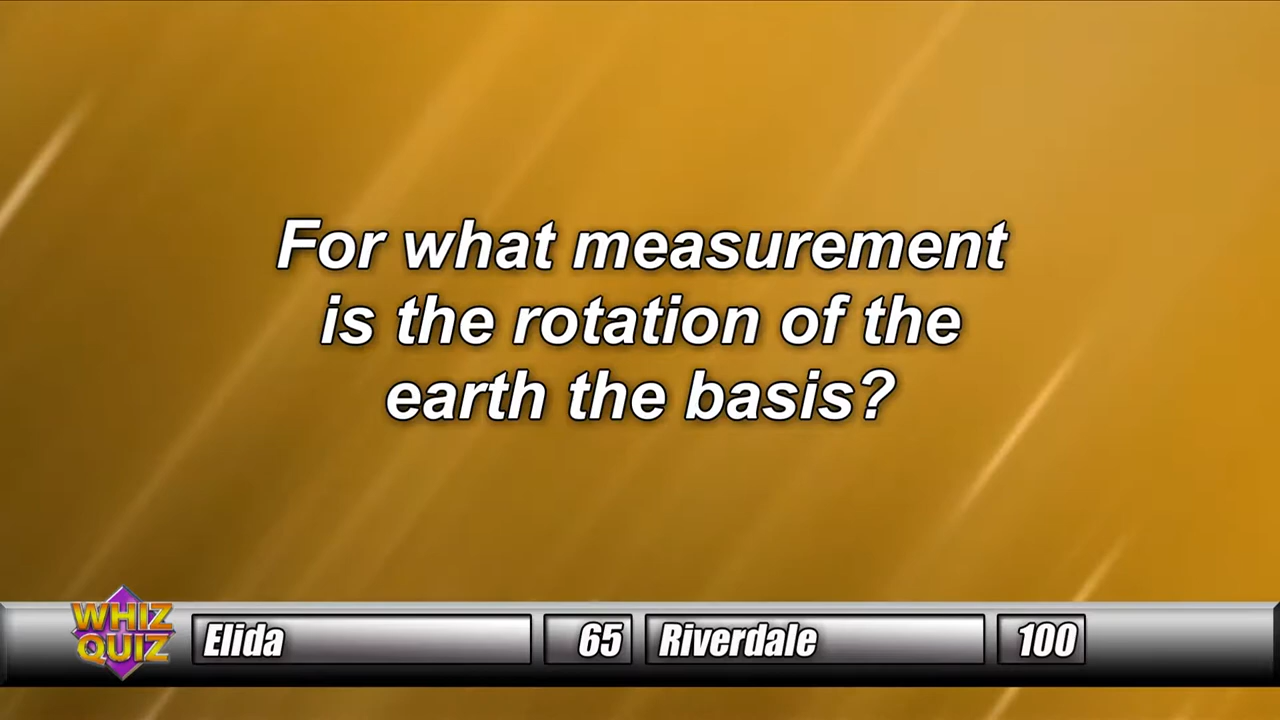 For what measurement
is the rotation of the
earth the basis?
WHIZ
QUIZ
Elida
65
Riverdale
100